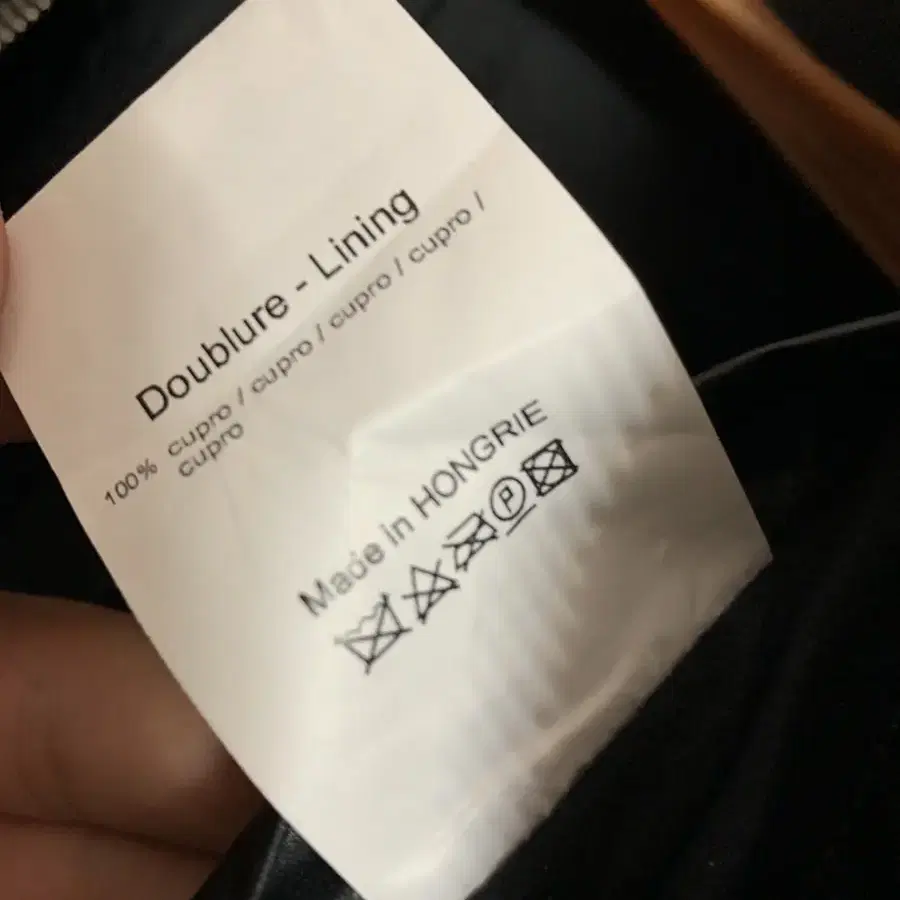 Doublure - Lining
100% cupro / cupro / cupro / cupro /
cupro
Made in HONGRIE
P